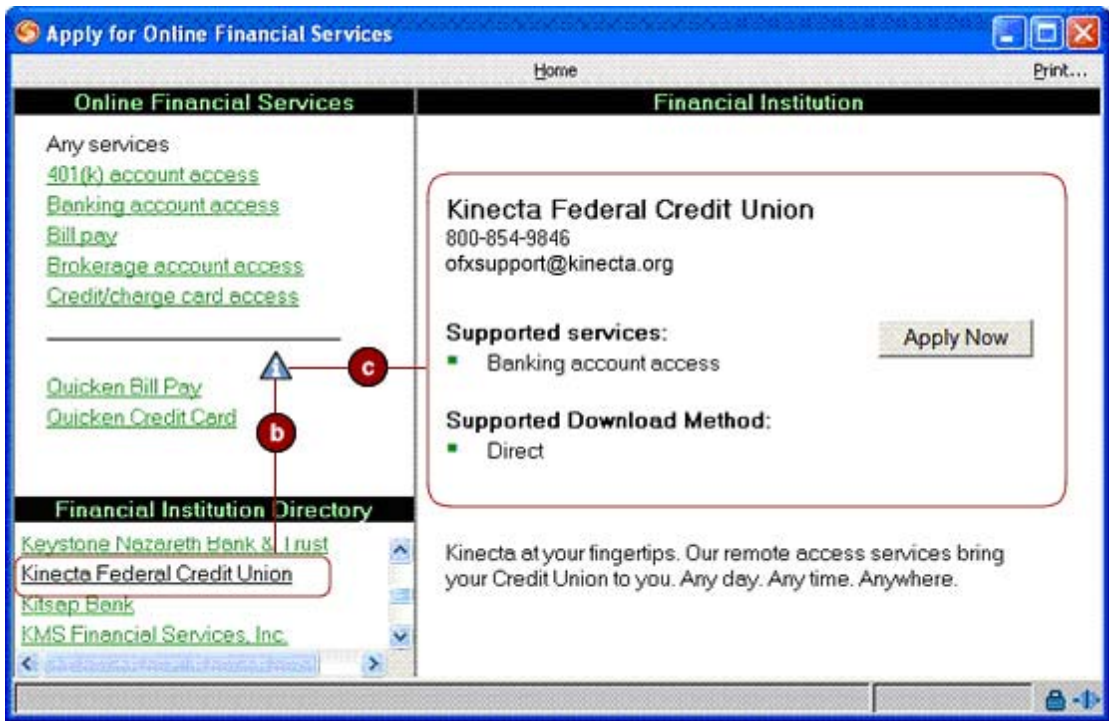 Apply for Online Financial Services
Home
Print...
Online Financial Services
Any services
401(k) account access
Banking account access
Bill pay
Brokerage account access
Credit/charge card access
Quicken Bill Pay
Quicken Credit Card
c
b
Financial Institution Directory
Keystone Nazareth Bank & Trust
Kinecta Federal Credit Union
Kitsap Bank
KMS Financial Services, Inc.
Financial Institution
Kinecta Federal Credit Union
800-854-9846
ofxsupport@kinecta.org
Supported services:
Banking account access
Apply Now
Supported Download Method:
Direct
Kinecta at your fingertips. Our remote access services bring
your Credit Union to you. Any day. Any time. Anywhere.